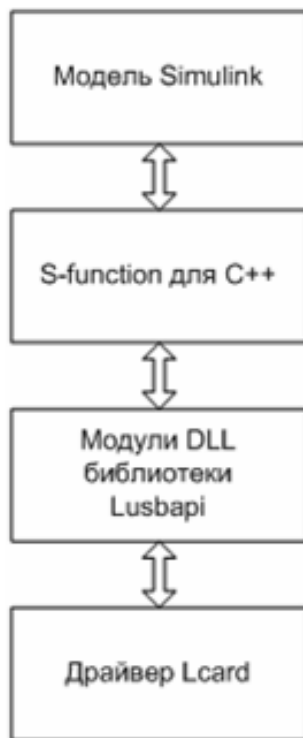 Модель Simulink
S-function для C++
Модули DLL
библиотеки
Lusbapi
Драйвер Lcard